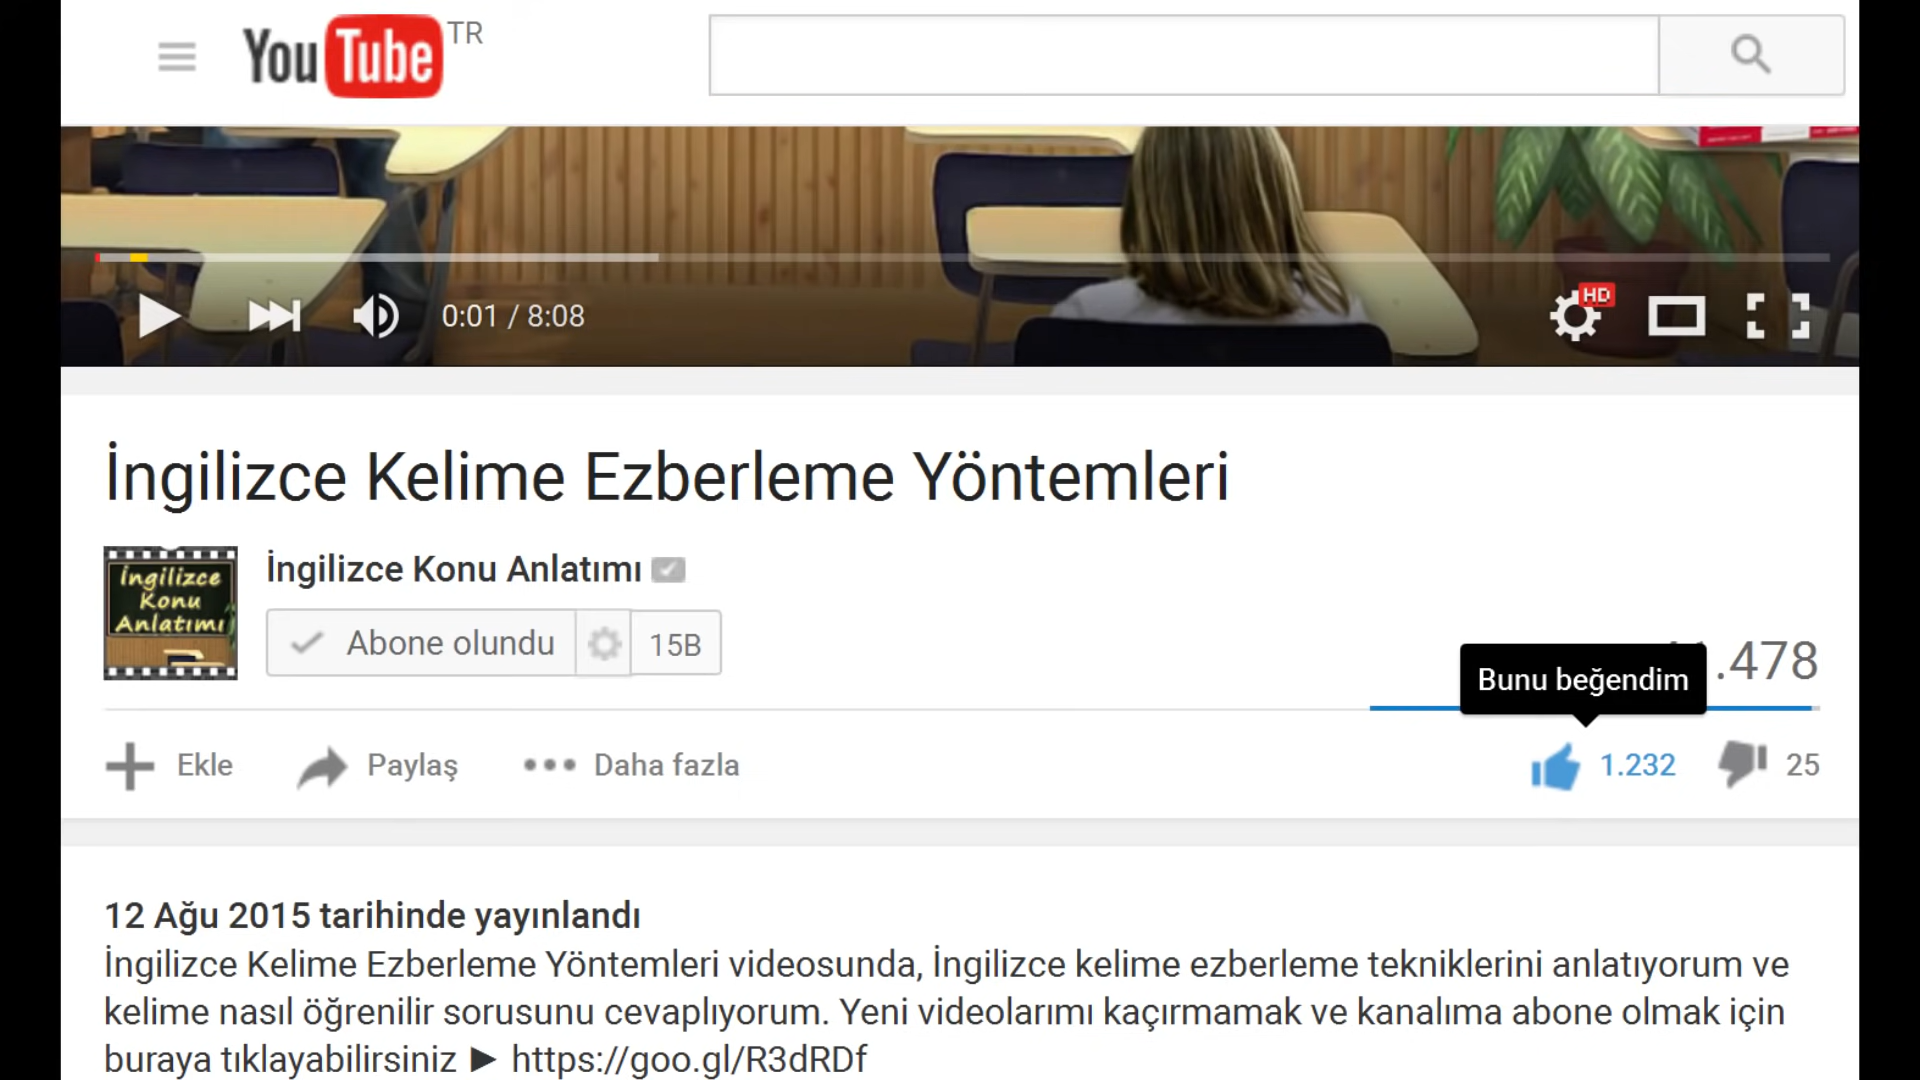 YouTube TR
0:01 / 8:08
HD
İngilizce Kelime Ezberleme Yöntemleri
İngilizce
Konu
Anlatımı
İngilizce Konu Anlatımı
Abone olundu
15B
.478
Bunu beğendim
Ekle
Paylaş
Daha fazla
1.232
25
12 Ağu 2015 tarihinde yayınlandı
İngilizce Kelime Ezberleme Yöntemleri videosunda, İngilizce kelime ezberleme tekniklerini anlatıyorum ve
kelime nasıl öğrenilir sorusunu cevaplıyorum. Yeni videolarımı kaçırmamak ve kanalıma abone olmak için
buraya tıklayabilirsiniz ► https://goo.gl/R3dRDf